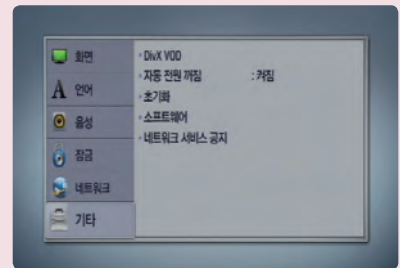 화면
언어
음성
잠금
네트워크
기타
DivX VOD
자동 전원 꺼짐 : 켜짐
초기화
소프트웨어
네트워크 서비스 공지